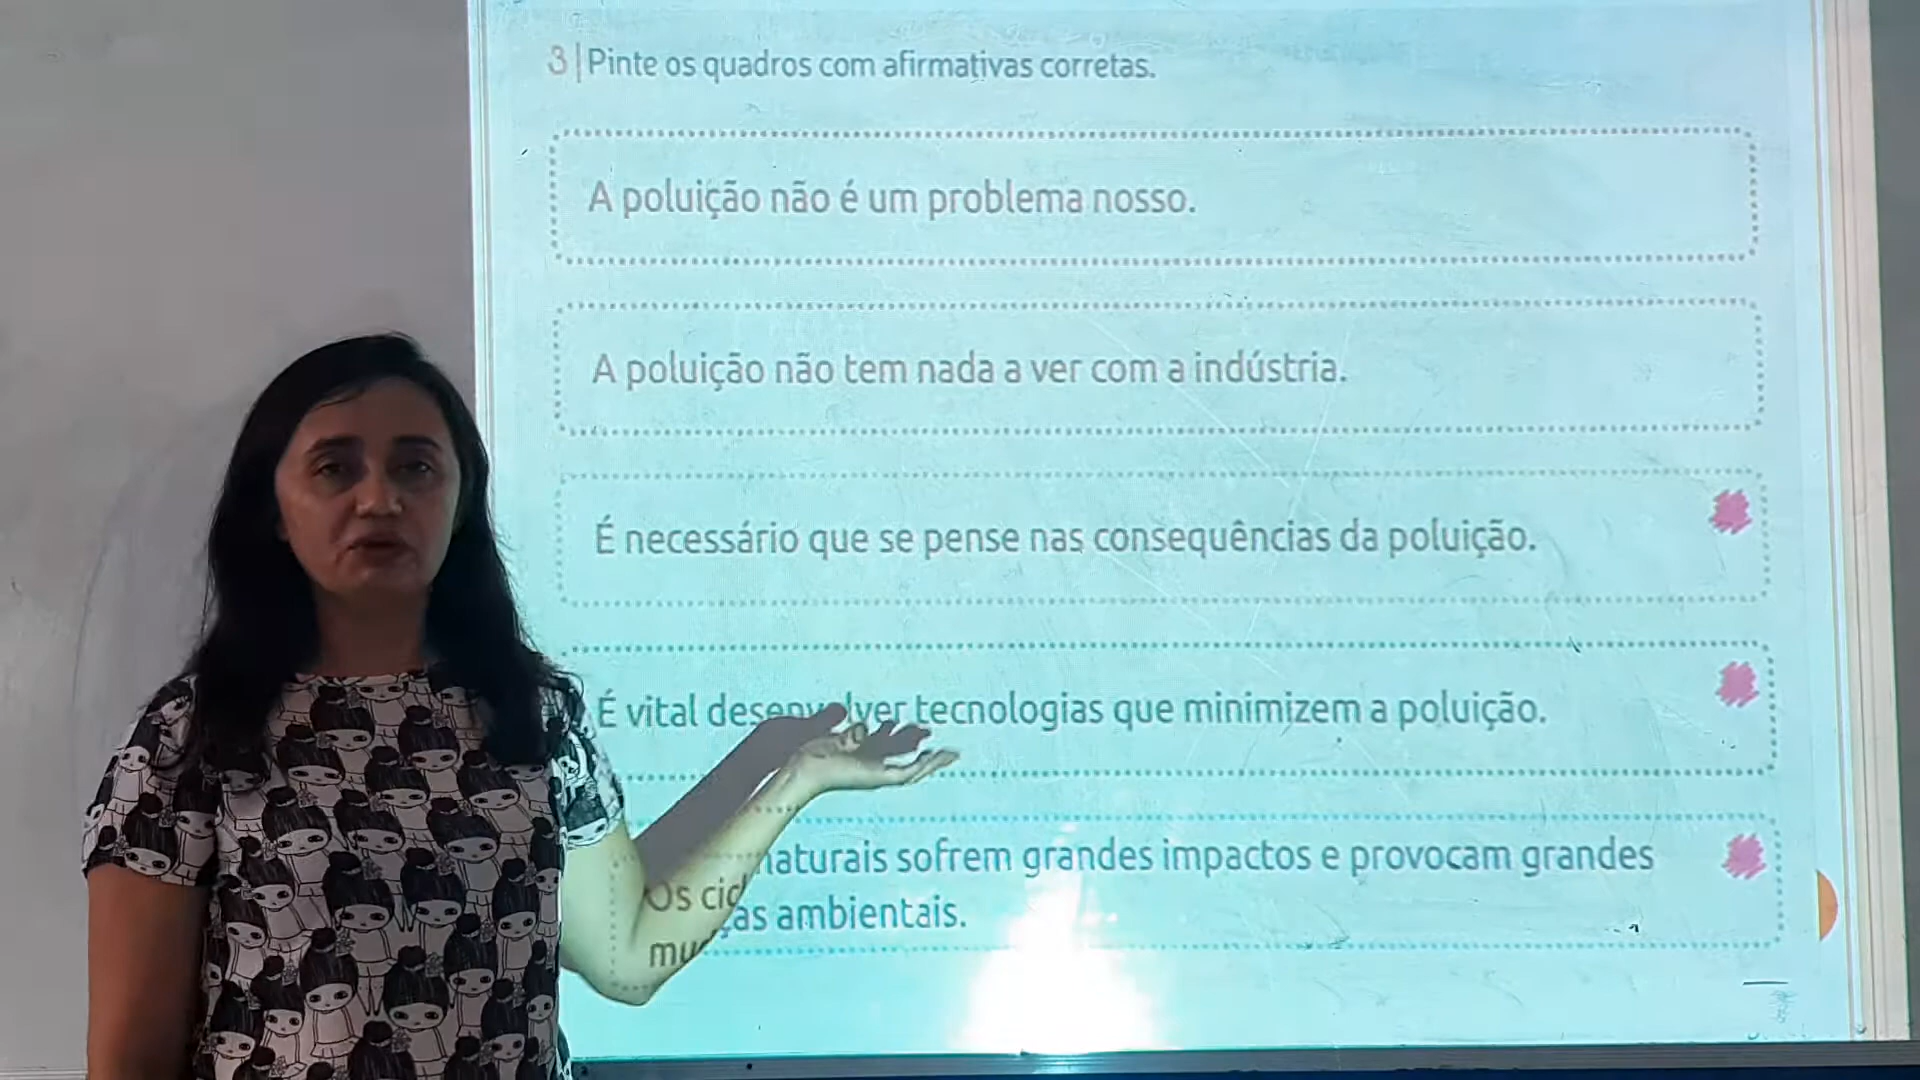 3 | Pinte os quadros com afirmativas corretas.
A poluição não é um problema nosso.
A poluição não tem nada a ver com a indústria.
É necessário que se pense nas consequências da poluição.
É vital desenvolver tecnologias que minimizem a poluição.
Os naturais sofrem grandes impactos e provocam grandes
ambientais.